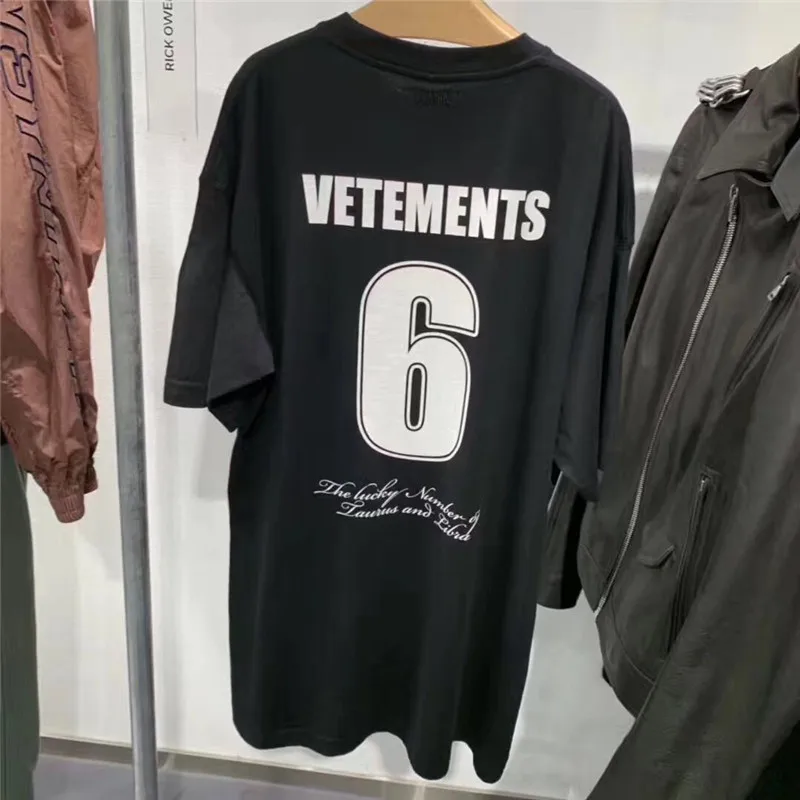 RICK OWE
VETEMENTS
6
The lucky Number of
Taurus and Libra